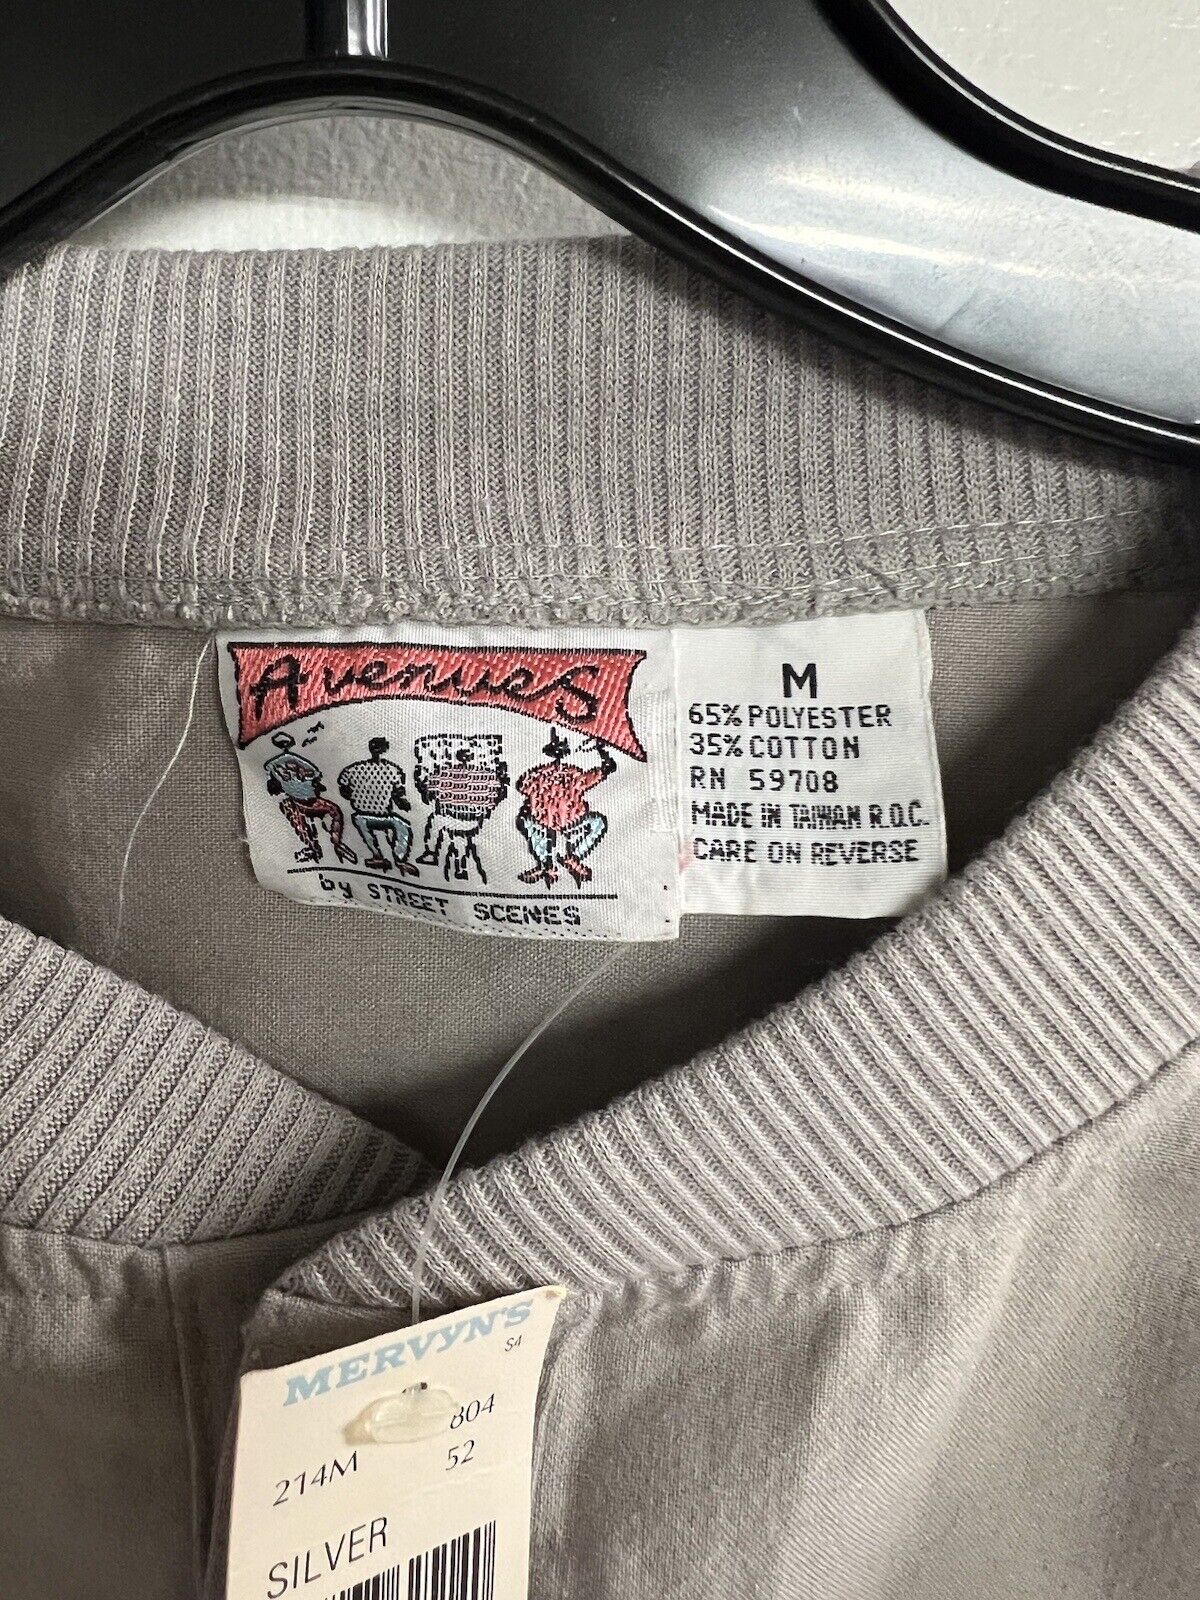 Avenues
by STREET SCENES
M
65% POLYESTER
35% COTTON
RN 59708
MADE IN TAIWAN R.O.C.
CARE ON REVERSE
MERVYN'S
S4
804
214M
52
SILVER